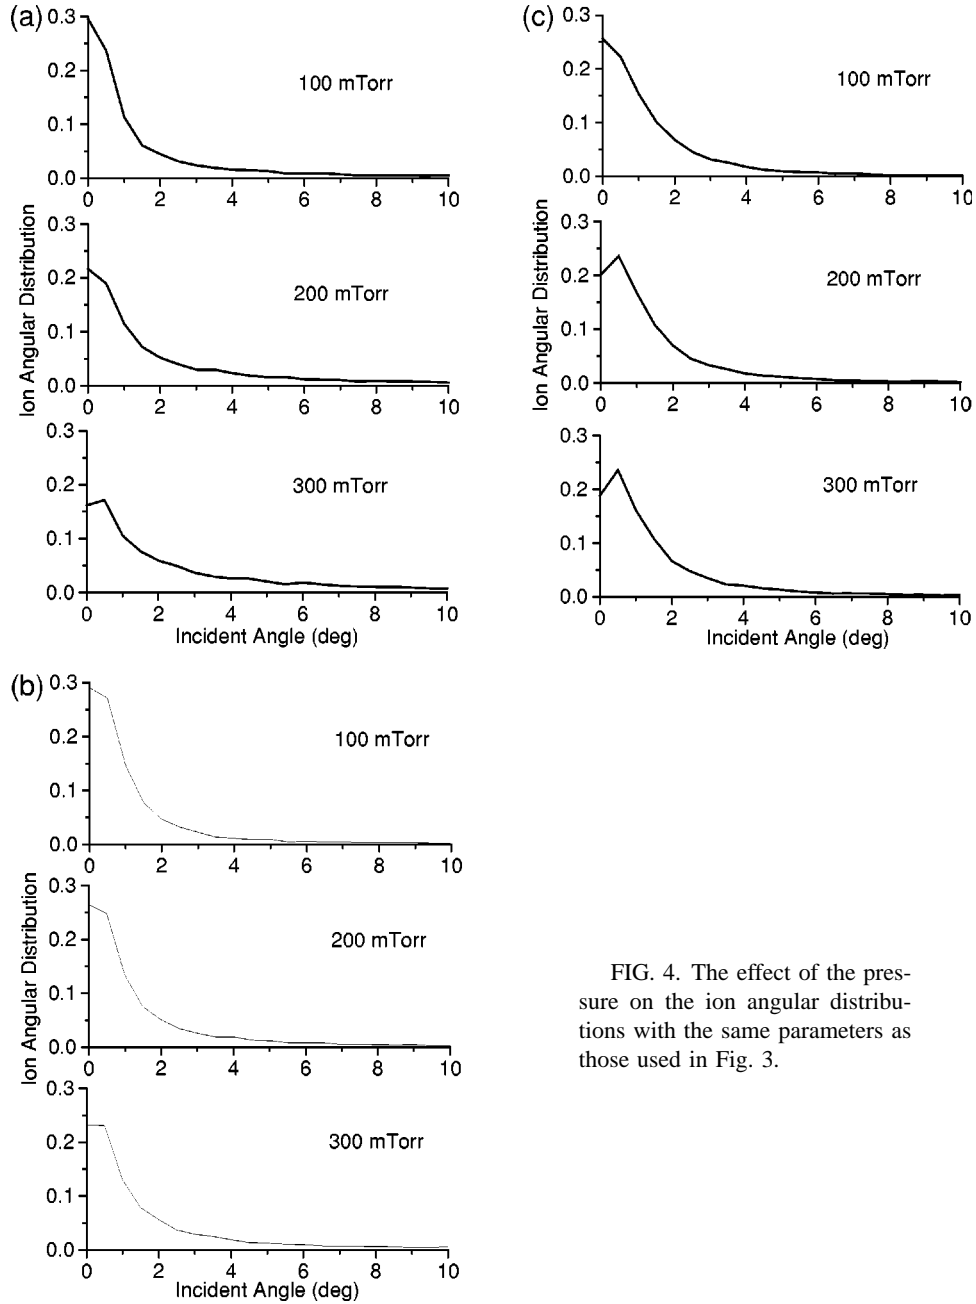 (a)
0.3
0.2
0.1
0.0
100 mTorr
0 2 4 6 8 10
0.3
0.2
0.1
0.0
200 mTorr
0 2 4 6 8 10
0.3
0.2
0.1
0.0
300 mTorr
0 2 4 6 8 10
Ion Angular Distribution
Incident Angle (deg)
(c)
0.3
0.2
0.1
0.0
100 mTorr
0 2 4 6 8 10
0.3
0.2
0.1
0.0
200 mTorr
0 2 4 6 8 10
0.3
0.2
0.1
0.0
300 mTorr
0 2 4 6 8 10
Ion Angular Distribution
Incident Angle (deg)
(b)
0.3
0.2
0.1
0.0
100 mTorr
0 2 4 6 8 10
0.3
0.2
0.1
0.0
200 mTorr
0 2 4 6 8 10
0.3
0.2
0.1
0.0
300 mTorr
0 2 4 6 8 10
Ion Angular Distribution
Incident Angle (deg)
FIG. 4. The effect of the pres-
sure on the ion angular distribu-
tions with the same parameters as
those used in Fig. 3.